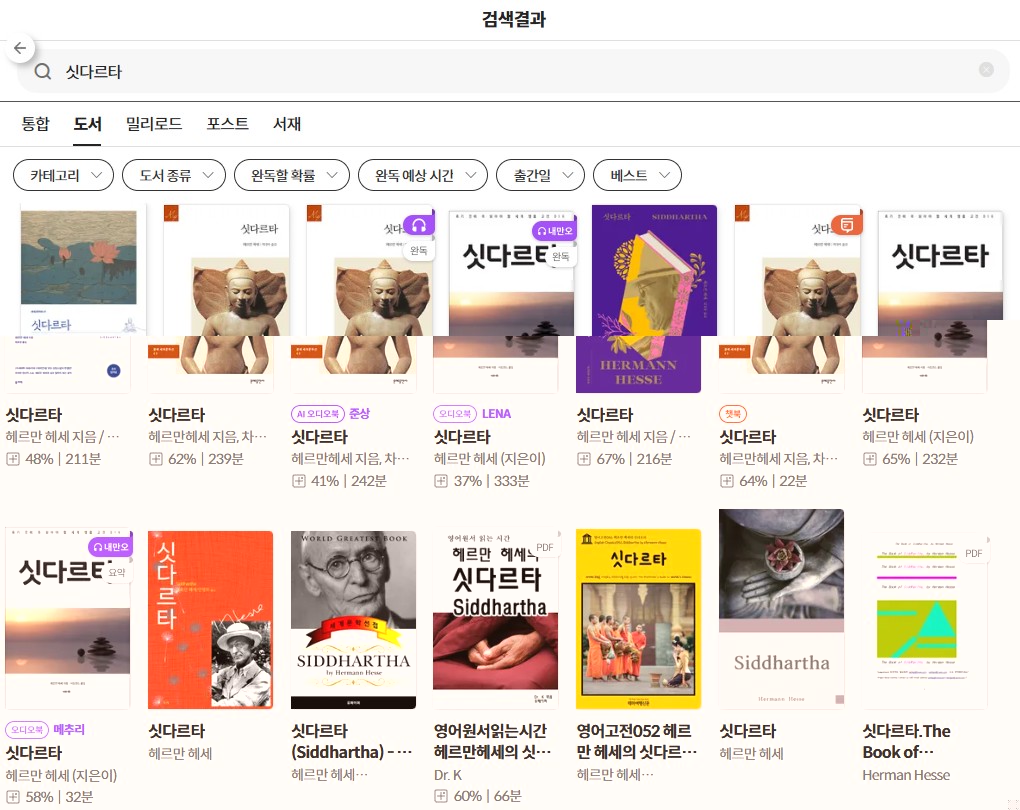 검색결과
싯다르타
통합 도서 밀리로드 포스트 서재
카테고리 도서 종류 완독할 확률 완독 예상 시간 출간일 베스트
싯다르타
싯다르타
완독
내만오
싯다르타
완독
싯다르타 SIDDHARTHA
HERMANN
HESSE
싯다르타
싯다르타
헤르만 헤세 지음 / …
48% | 211분
싯다르타
헤르만헤세 지음, 차…
62% | 239분
AI 오디오북 준상
싯다르타
헤르만헤세 지음, 차…
41% | 242분
오디오북 LENA
싯다르타
헤르만 헤세 (지은이)
37% | 333분
싯다르타
헤르만 헤세 지음 / …
67% | 216분
챗북
싯다르타
헤르만헤세 지음, 차…
64% | 22분
싯다르타
헤르만 헤세 (지은이)
65% | 232분
내만오
요약
싯다르타
WORLD GREATEST BOOK
세계문학선집
SIDDHARTHA
by Hermann Hesse
영어원서 읽는 시간
PDF
헤르만 헤세
싯다르타
Siddhartha
Dr. K 엮음
싯다르타
Siddhartha
Hermann Hesse
PDF
The Book of Siddhartha, by Hermann Hesse
오디오북 메추리
싯다르타
헤르만 헤세 (지은이)
58% | 32분
싯다르타
헤르만 헤세
싯다르타
(Siddhartha) – …
헤르만 헤세…
영어원서읽는시간
헤르만헤세의 싯…
Dr. K
60% | 66분
영어고전052 헤르
만 헤세의 싯다르…
헤르만 헤세…
싯다르타
헤르만 헤세
싯다르타.The
Book of…
Herman Hesse